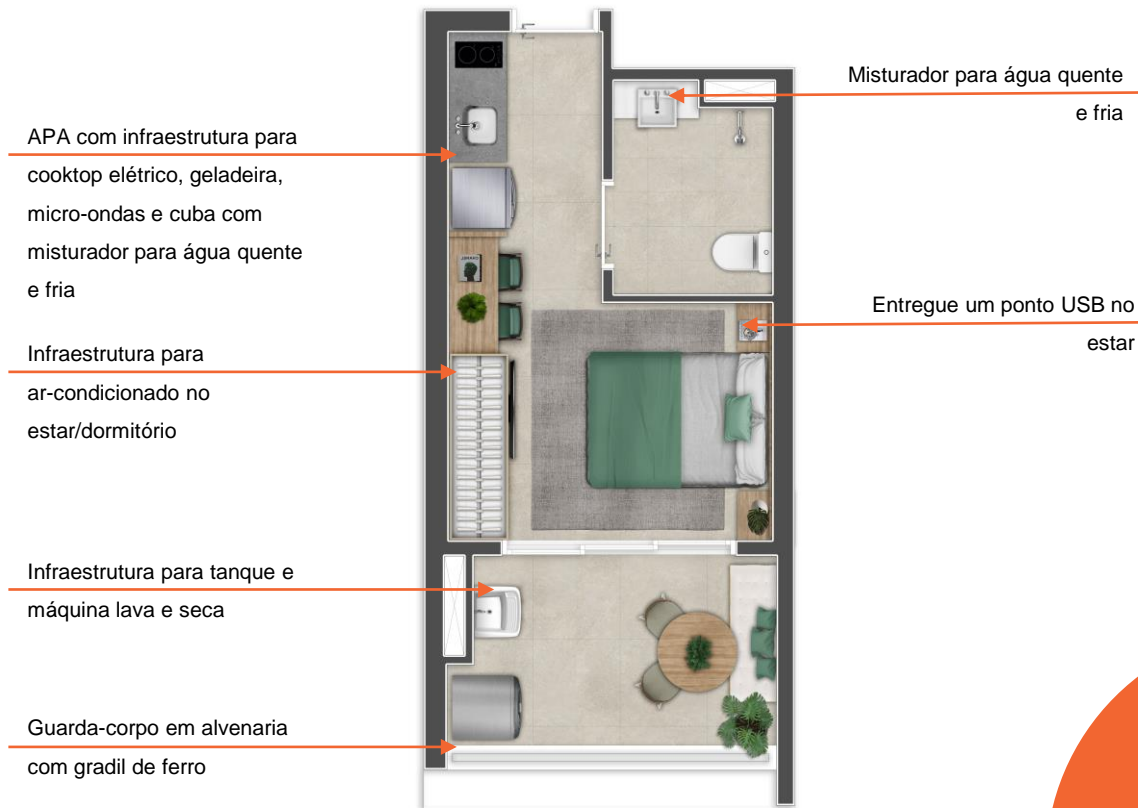 APA com infraestrutura para
cooktop elétrico, geladeira,
micro-ondas e cuba com
misturador para água quente
e fria
Infraestrutura para
ar-condicionado no
estar/dormitório
Infraestrutura para tanque e
máquina lava e seca
Guarda-corpo em alvenaria
com gradil de ferro
Misturador para água quente
e fria
Entregue um ponto USB no
estar